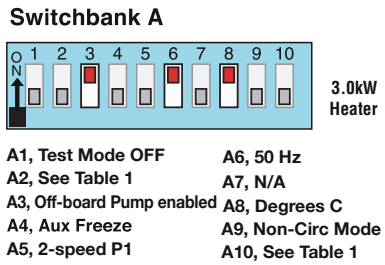 Switchbank A
ON
1 2 3 4 5 6 7 8 9 10
3.0kW
Heater
A1, Test Mode OFF
A2, See Table 1
A3, Off-board Pump enabled
A4, Aux Freeze
A5, 2-speed P1
A6, 50 Hz
A7, N/A
A8, Degrees C
A9, Non-Circ Mode
A10, See Table 1